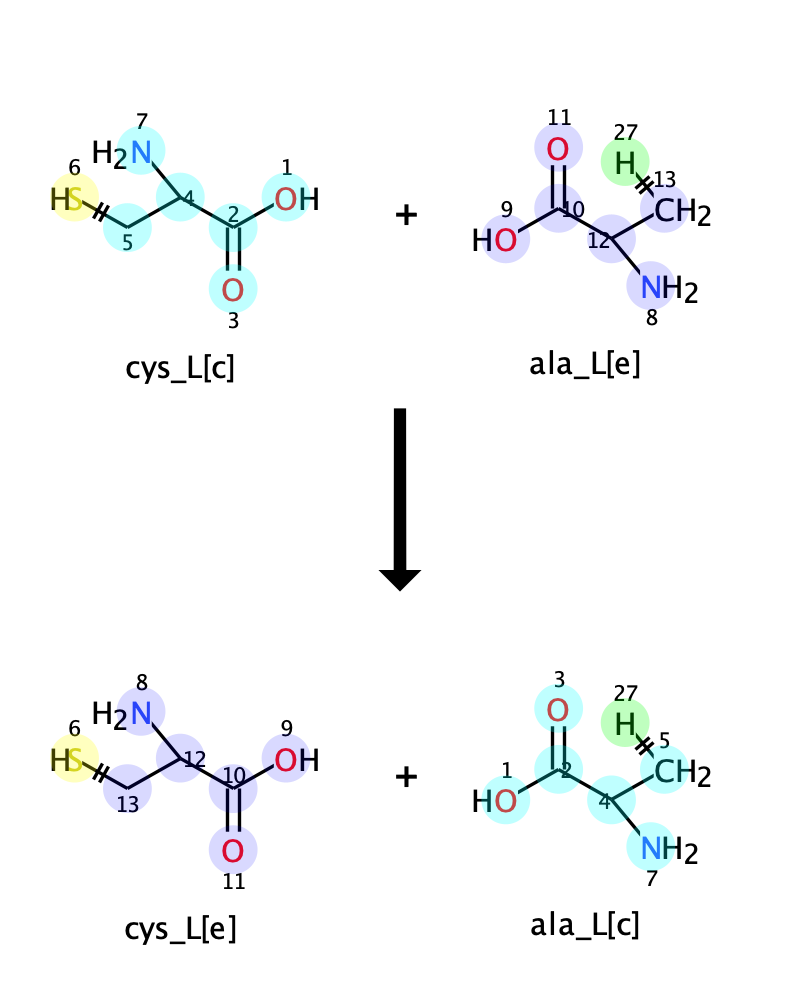 7 11 27
H2N O H
6 1 13
HS 4 OH 9 10 CH2
2 + HO
5 12
O NH2
3 8
cys_L[c] ala_L[e]
8 3 27
H2N O H
6 9 5
HS 12 OH 1 2 CH2
10 + HO
13 4
O NH2
11 7
cys_L[e] ala_L[c]